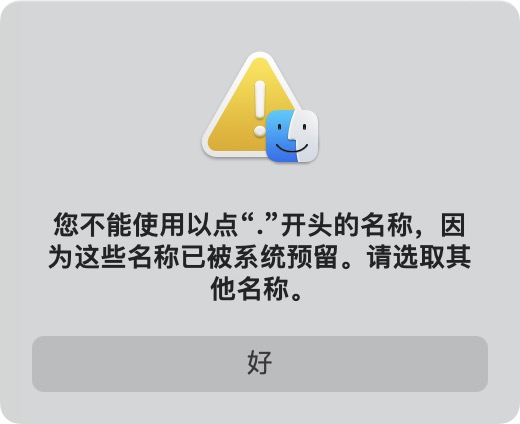 您不能使用以点“.”开头的名称，因
为这些名称已被系统预留。请选取其
他名称。
好